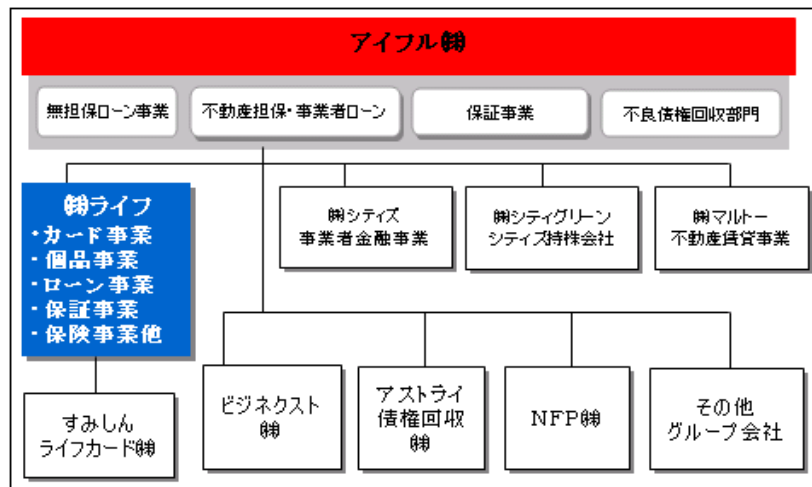 アイフル㈱
無担保ローン事業
不動産担保・事業者ローン
保証事業
不良債権回収部門
㈱ライフ
・カード事業
・個品事業
・ローン事業
・保証事業
・保険事業他
㈱シティズ
事業者金融事業
㈱シティグリーン
シティズ持株会社
㈱マルトー
不動産賃貸事業
すみしん
ライフカード㈱
ビジネクスト
㈱
アストライ
債権回収
㈱
NFP㈱
その他
グループ会社